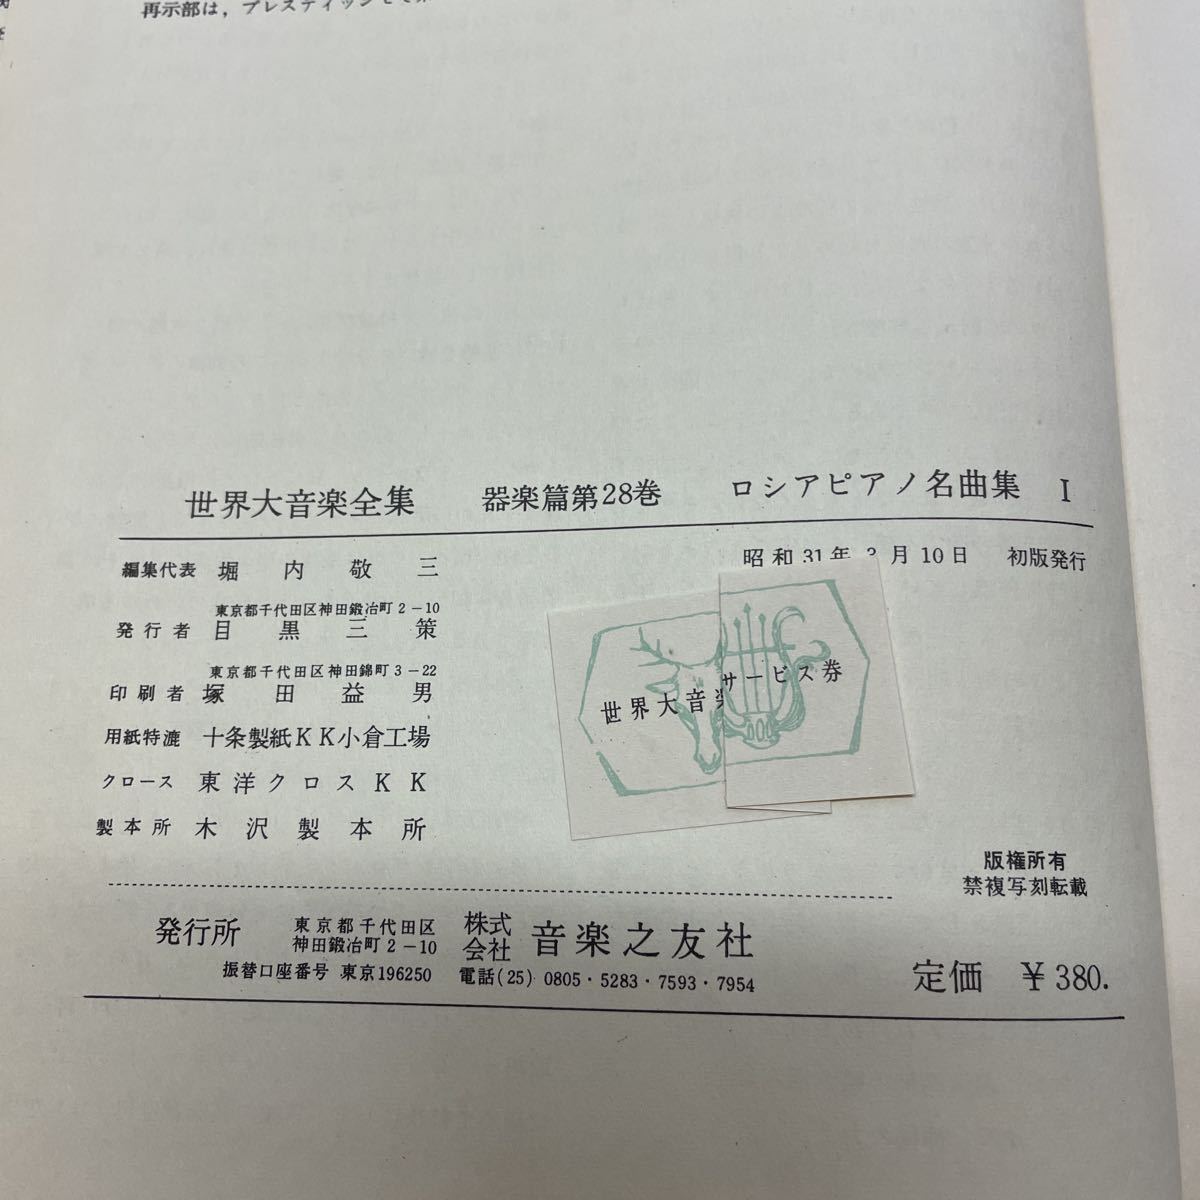 再示部は，プレスティッシ
世界大音楽全集 器楽篇第28巻 ロシアピアノ名曲集 I
編集代表 堀内敬三 昭和31年 月10日 初版発行
東京都千代田区神田鍛冶町2-10
発行者 目黒三策
東京都千代田区神田錦町3-22
印刷者 塚田益男
用紙特漉 十条製紙KK小倉工場
クロース 東洋クロスKK
製本所 木沢製本所
世界大音楽
サービス券
版権所有
禁複写刻転載
発行所 東京都千代田区神田鍛冶町2-10 株式会社 音楽之友社
振替口座番号 東京196250 電話(25) 0805・5283・7593・7954
定価 ¥380.